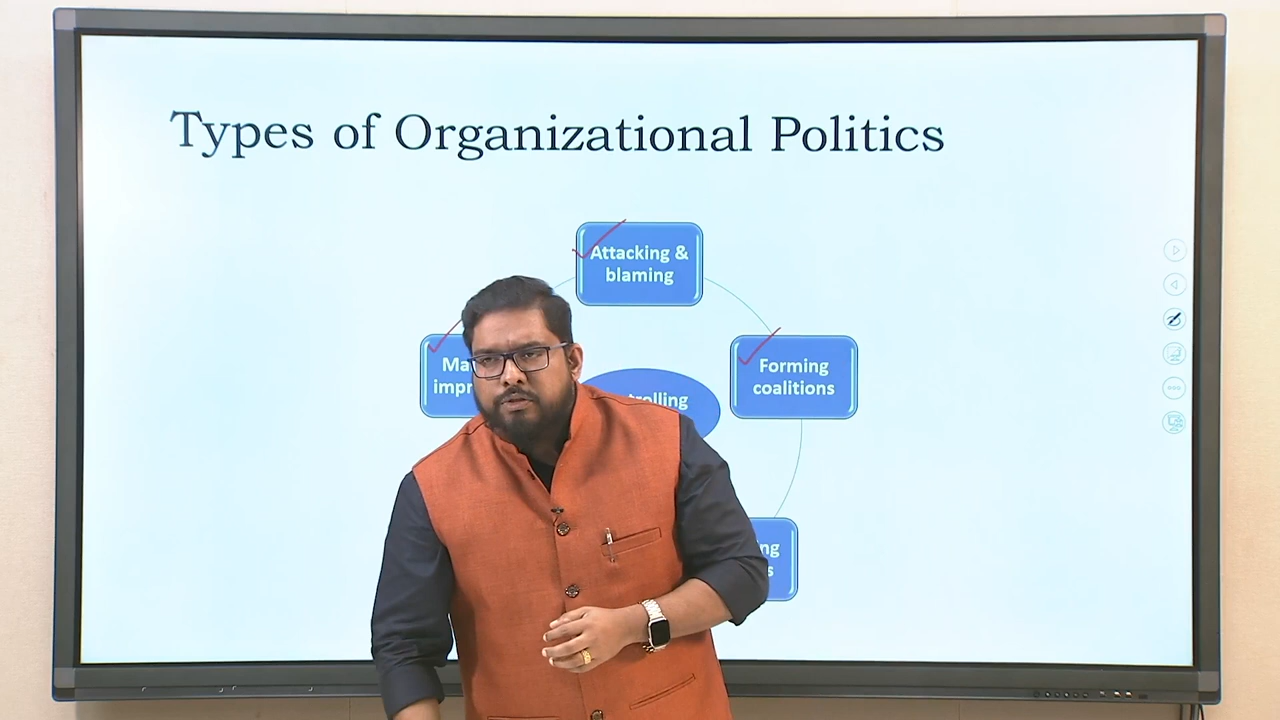 Types of Organizational Politics
Attacking &
blaming
Forming
coalitions